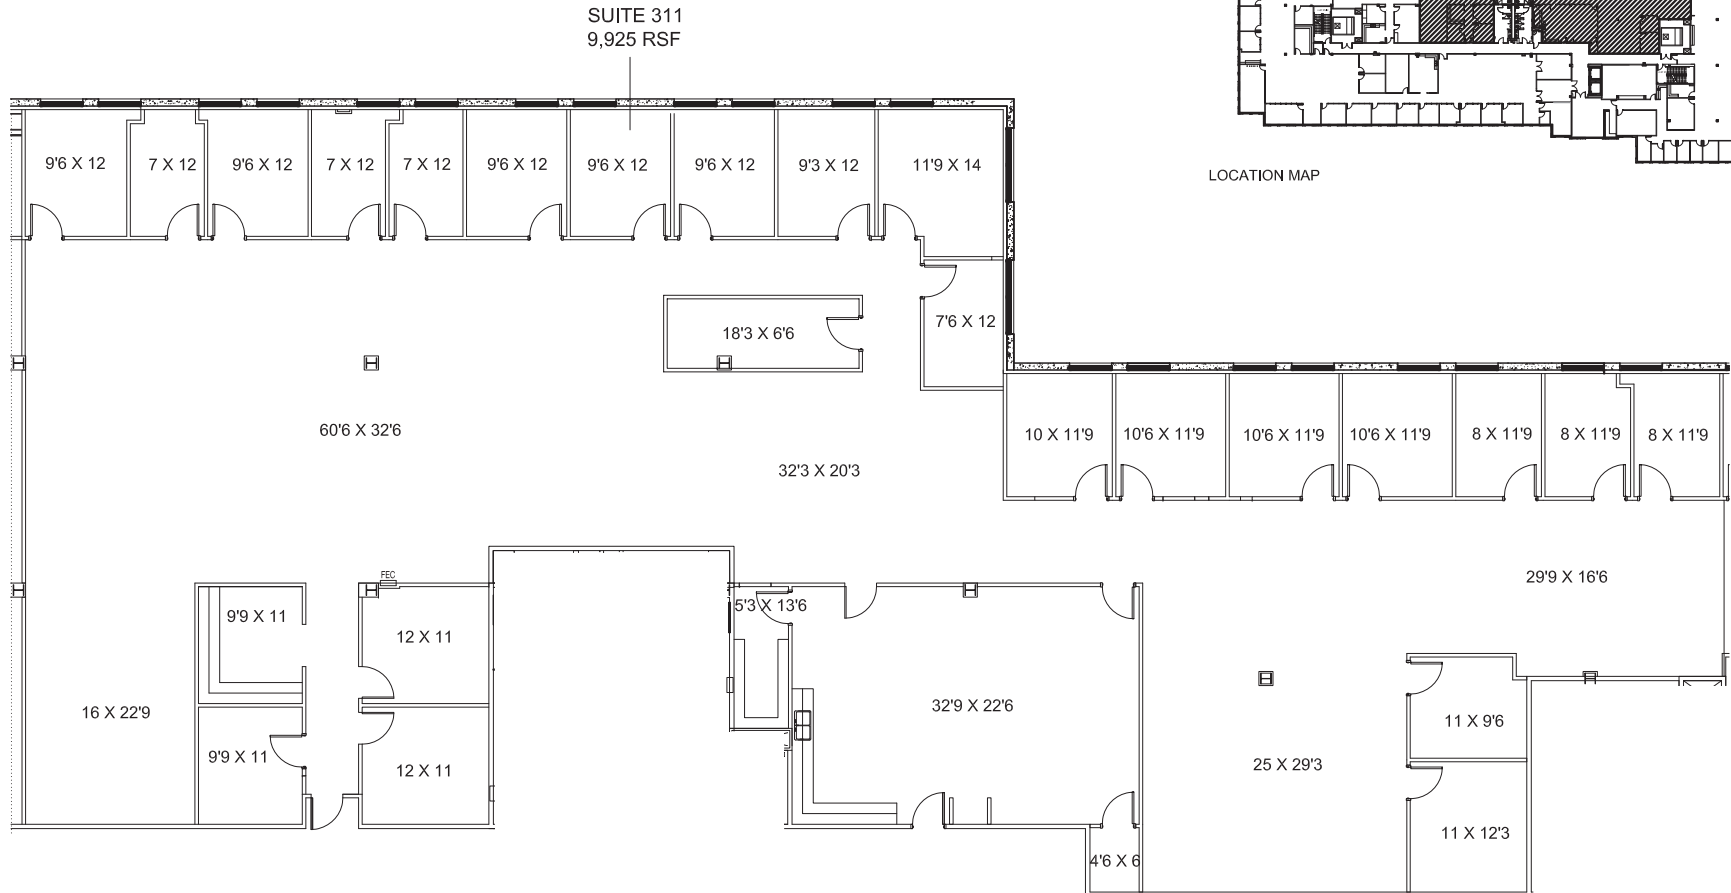 SUITE 311
9,925 RSF
LOCATION MAP
9'6 X 12
7 X 12
9'6 X 12
7 X 12
7 X 12
9'6 X 12
9'6 X 12
9'6 X 12
9'3 X 12
11'9 X 14
7'6 X 12
18'3 X 6'6
60'6 X 32'6
32'3 X 20'3
10 X 11'9
10'6 X 11'9
10'6 X 11'9
10'6 X 11'9
8 X 11'9
8 X 11'9
8 X 11'9
29'9 X 16'6
FEC
9'9 X 11
12 X 11
5'3 X 13'6
16 X 22'9
32'9 X 22'6
11 X 9'6
9'9 X 11
12 X 11
25 X 29'3
11 X 12'3
4'6 X 6